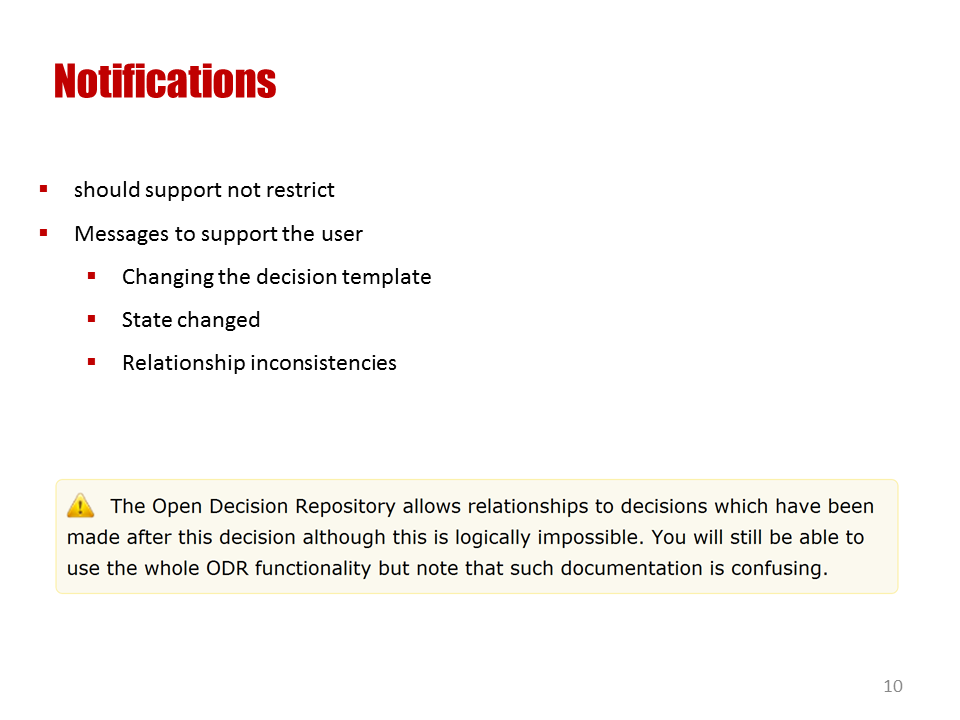 Notifications
should support not restrict
Messages to support the user
Changing the decision template
State changed
Relationship inconsistencies
The Open Decision Repository allows relationships to decisions which have been
made after this decision although this is logically impossible. You will still be able to
use the whole ODR functionality but note that such documentation is confusing.
10